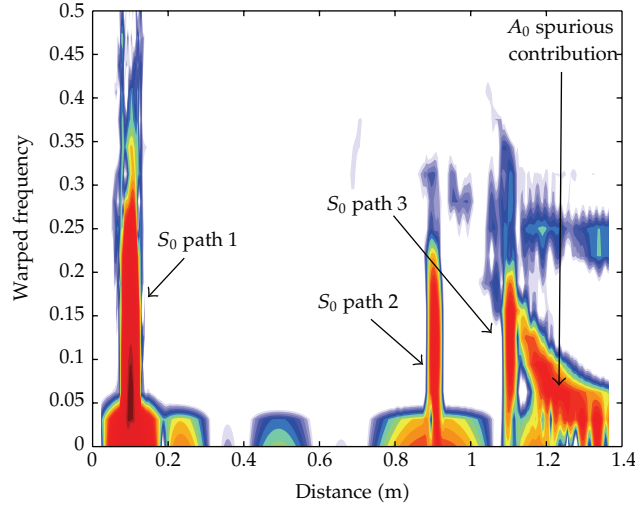 A₀ spurious
contribution
0.5
0.45
0.4
0.35
0.3
0.25
0.2
0.15
0.1
0.05
0
Warped frequency
S₀ path 1
S₀ path 3
S₀ path 2
0 0.2 0.4 0.6 0.8 1 1.2 1.4
Distance (m)